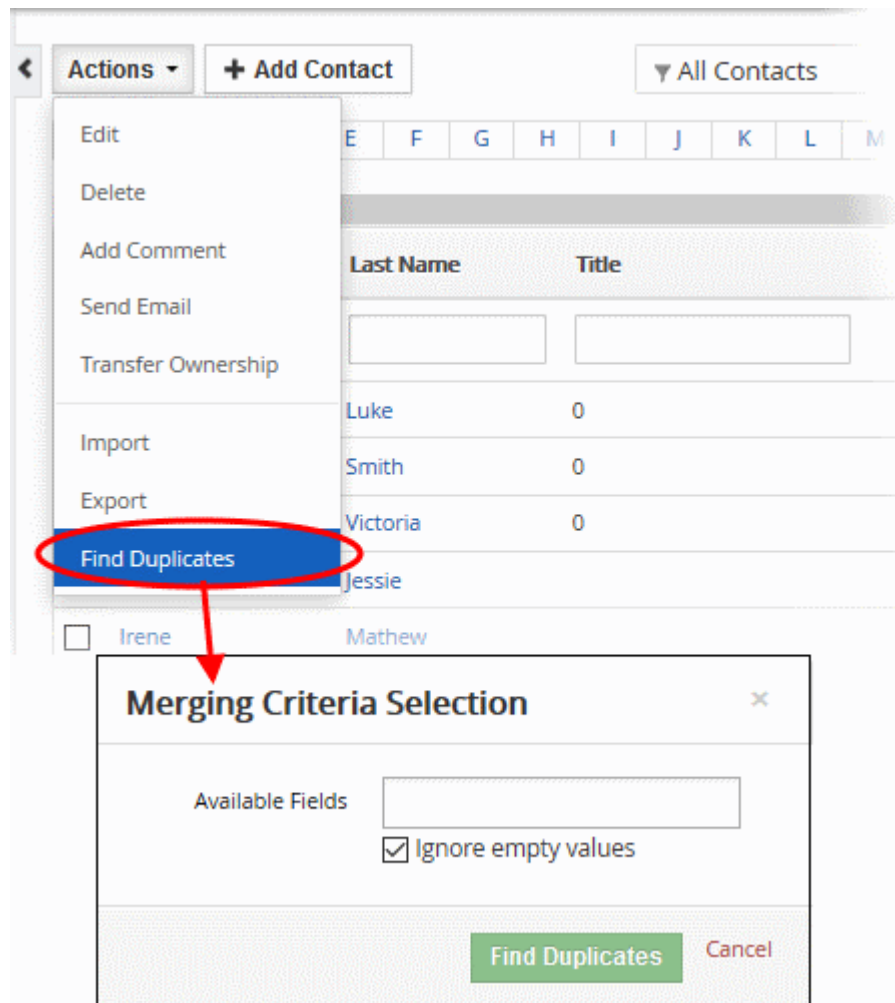 Actions + Add Contact All Contacts
Edit E F G H I J K L M
Delete
Add Comment Last Name Title
Send Email
Transfer Ownership
Luke 0
Import
Smith 0
Export
Victoria 0
Find Duplicates
Jessie
Irene Mathew
Merging Criteria Selection ×
Available Fields
Ignore empty values
Find Duplicates Cancel